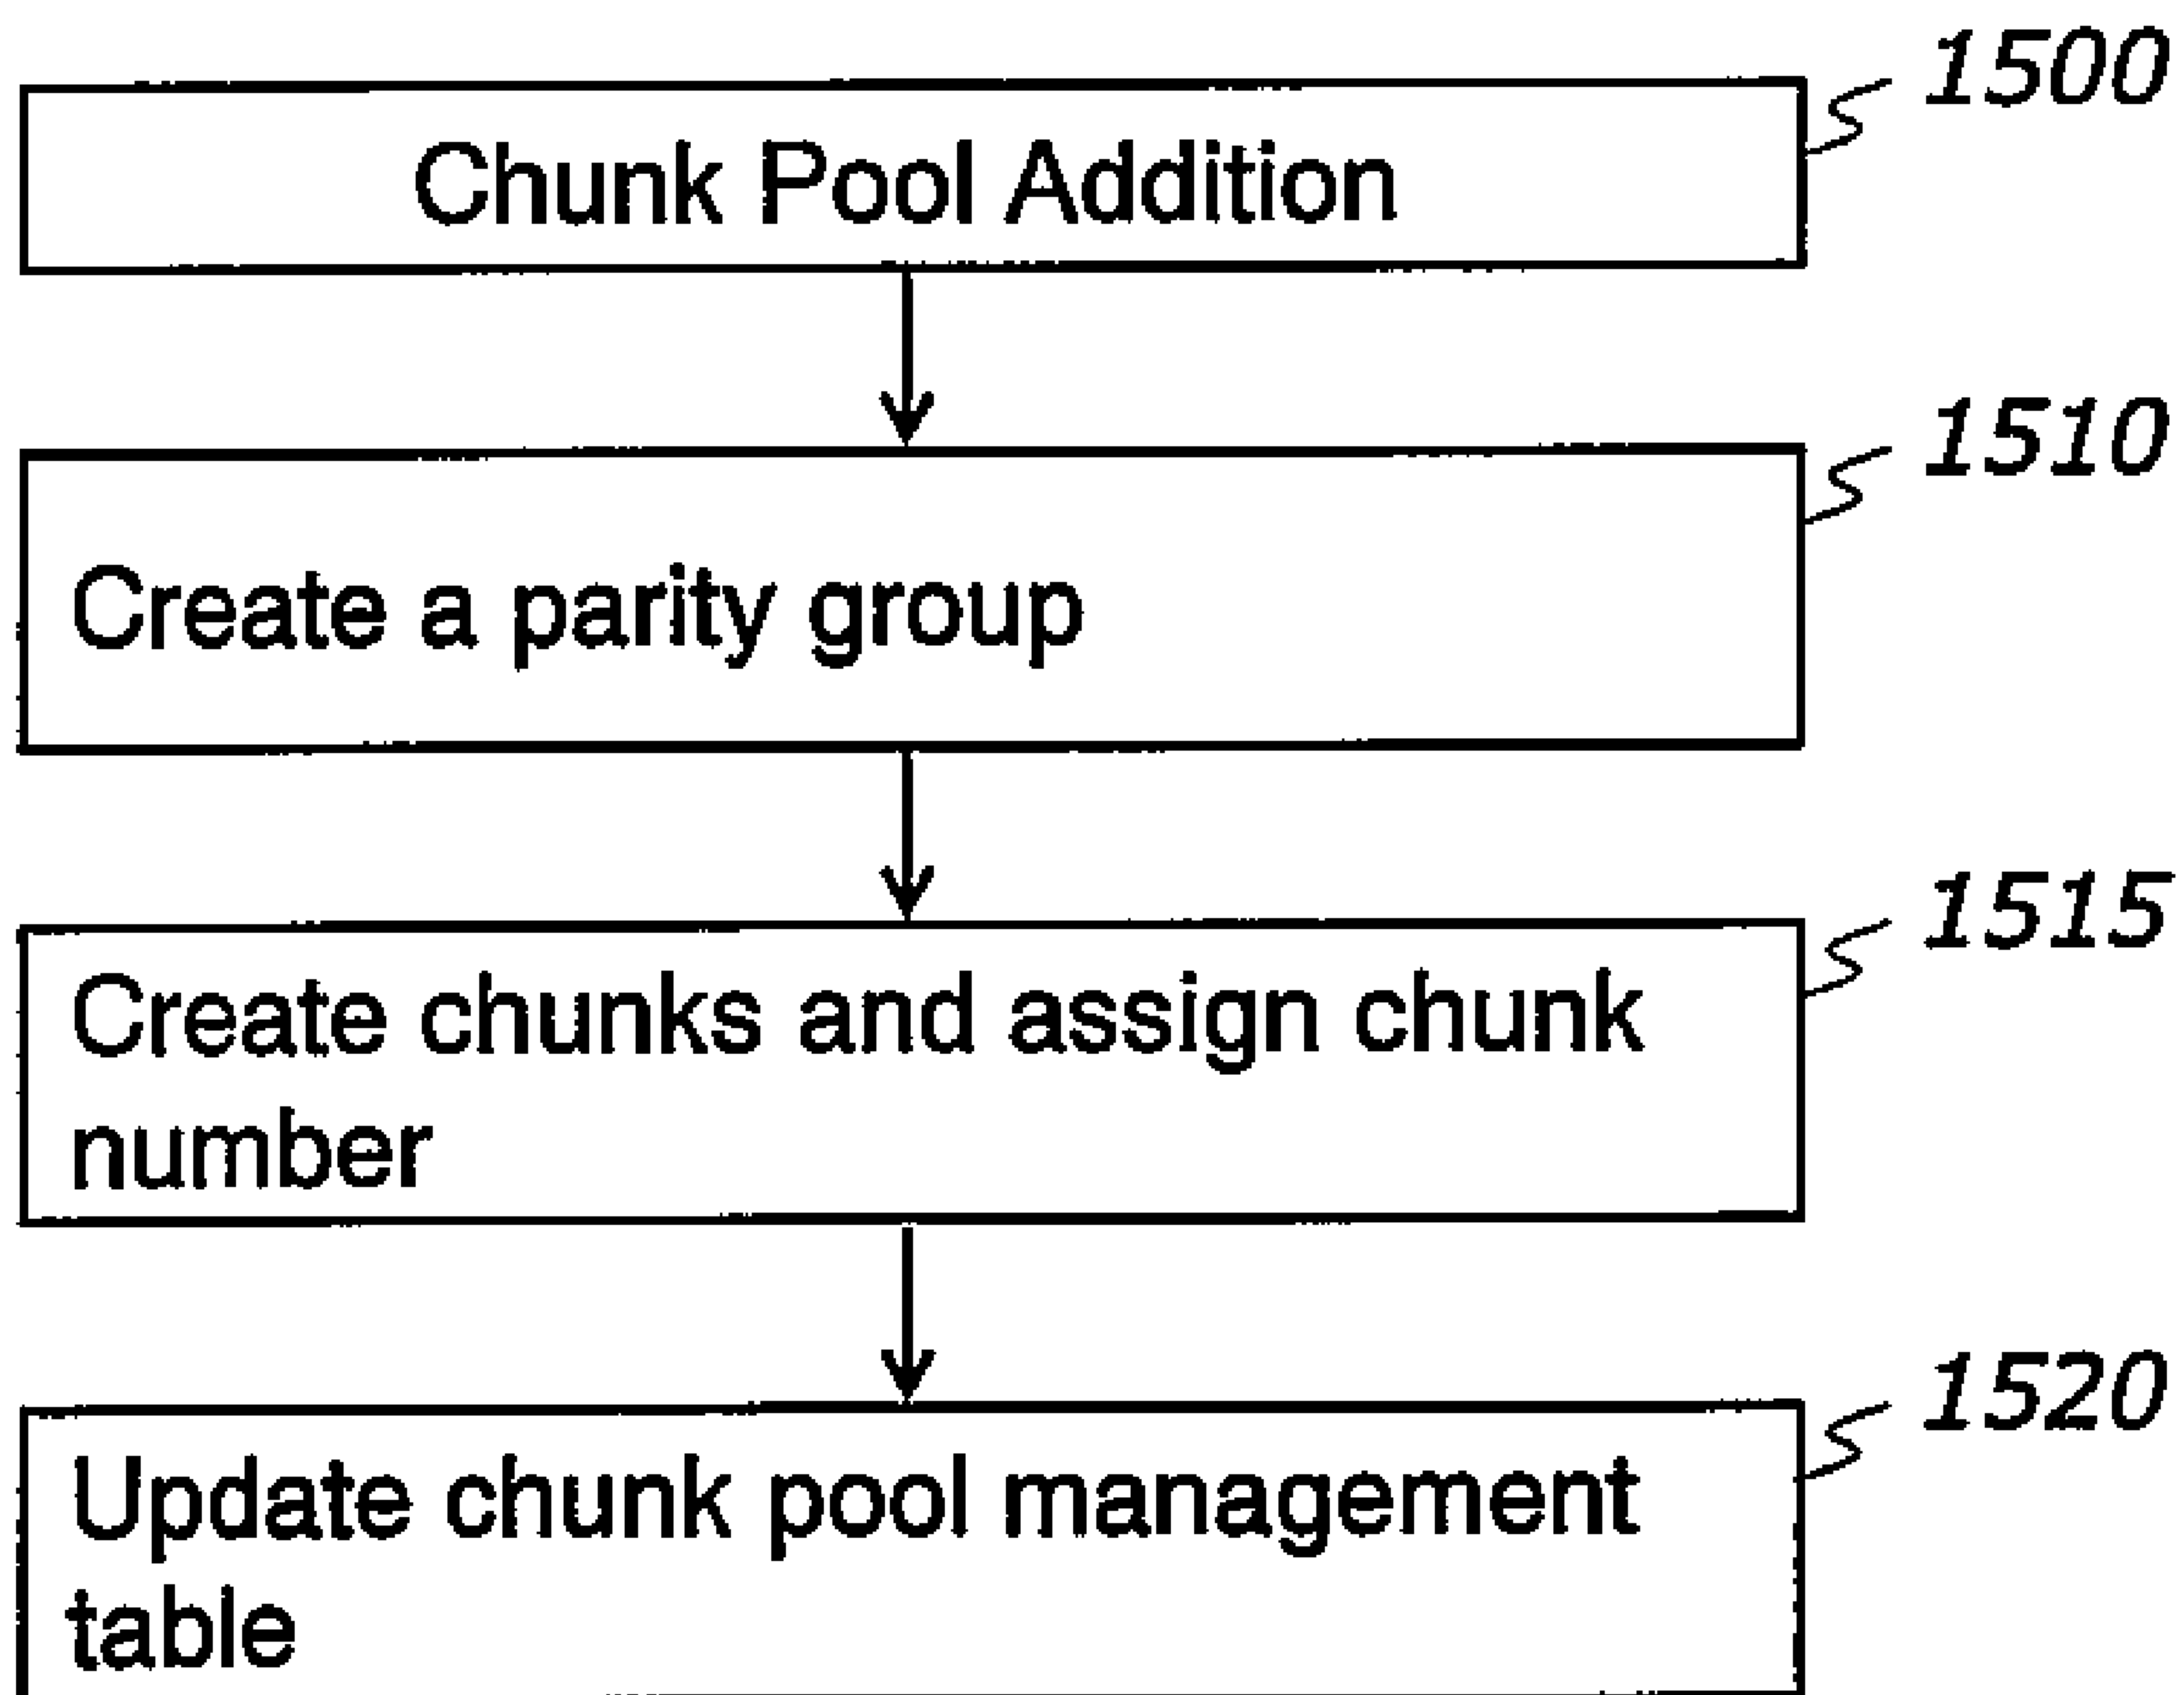 1500
Chunk Pool Addition
1510
Create a parity group
1515
Create chunks and assign chunk
number
1520
Update chunk pool management
table